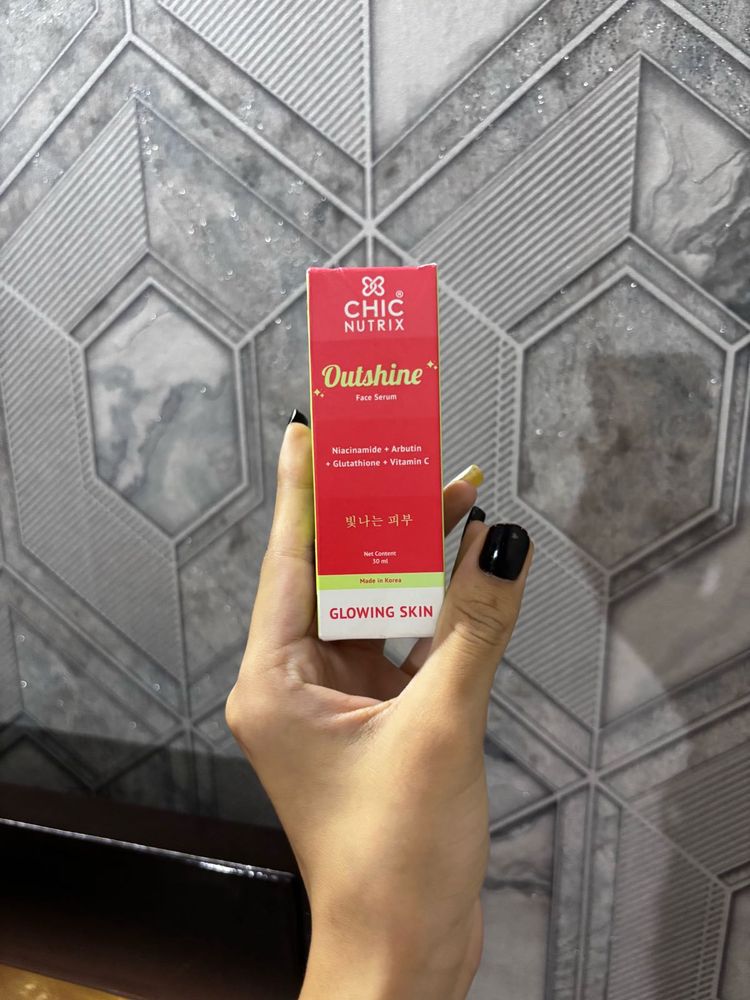 CHIC®
NUTRIX
Outshine
Face Serum
Niacinamide + Arbutin
+ Glutathione + Vitamin C
빛나는 피부
Net Content
30 ml
Made in Korea
GLOWING SKIN